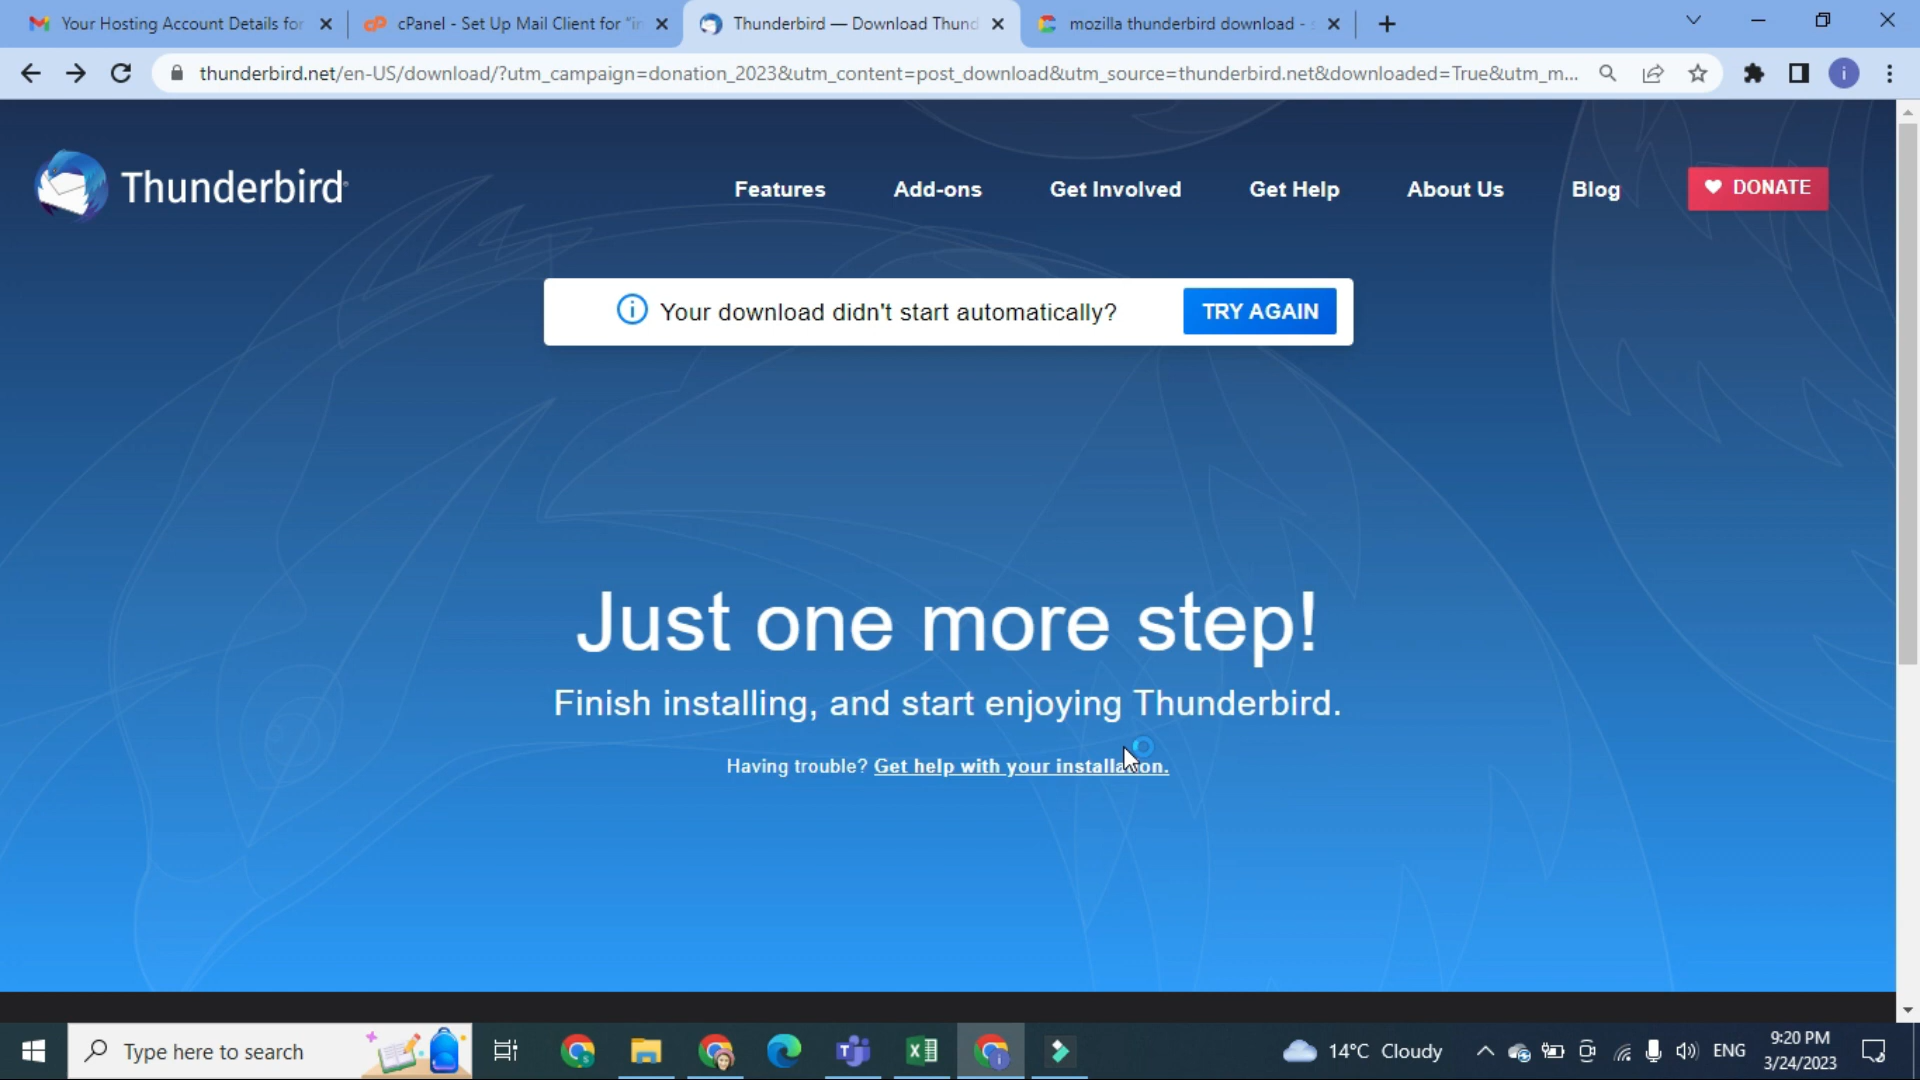 Your Hosting Account Details for
cPanel - Set Up Mail Client for "i
Thunderbird — Download Thund
mozilla thunderbird download -
thunderbird.net/en-US/download/?utm_campaign=donation_2023&utm_content=post_download&utm_source=thunderbird.net&downloaded=True&utm_m...
i
Thunderbird
Features
Add-ons
Get Involved
Get Help
About Us
Blog
DONATE
Your download didn't start automatically?
TRY AGAIN
Just one more step!
Finish installing, and start enjoying Thunderbird.
Having trouble? Get help with your installation.
Type here to search
14°C Cloudy
ENG
9:20 PM
3/24/2023